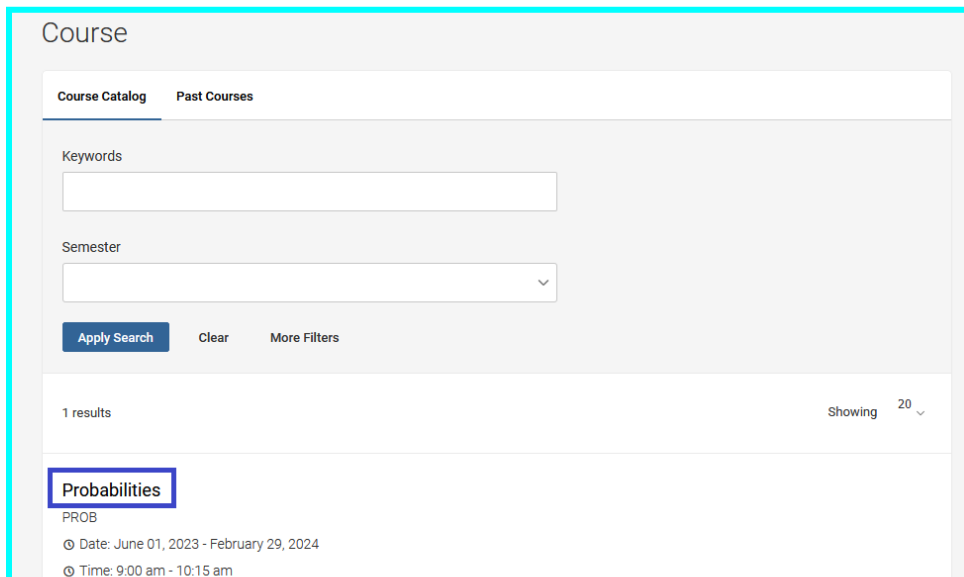 Course
Course Catalog Past Courses
Keywords
Semester
Apply Search Clear More Filters
1 results Showing 20
Probabilities
PROB
Date: June 01, 2023 - February 29, 2024
Time: 9:00 am - 10:15 am